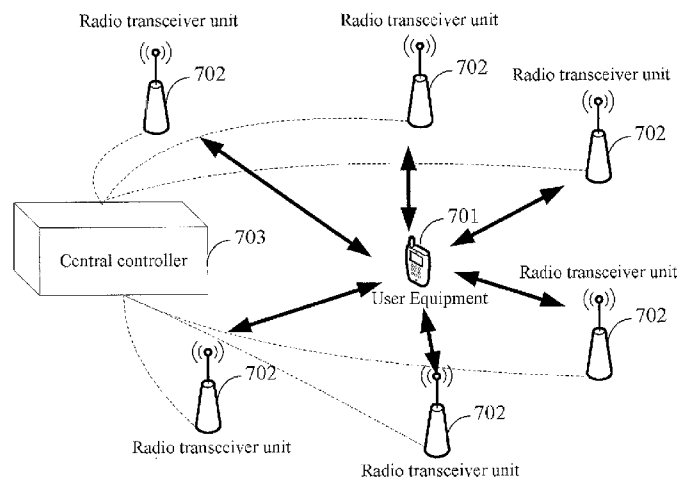 Radio transceiver unit
702
Radio transceiver unit
702
Radio transceiver unit
702
701
User Equipment
703
Central controller
Radio transceiver unit
702
702
Radio transceiver unit
702
Radio transceiver unit